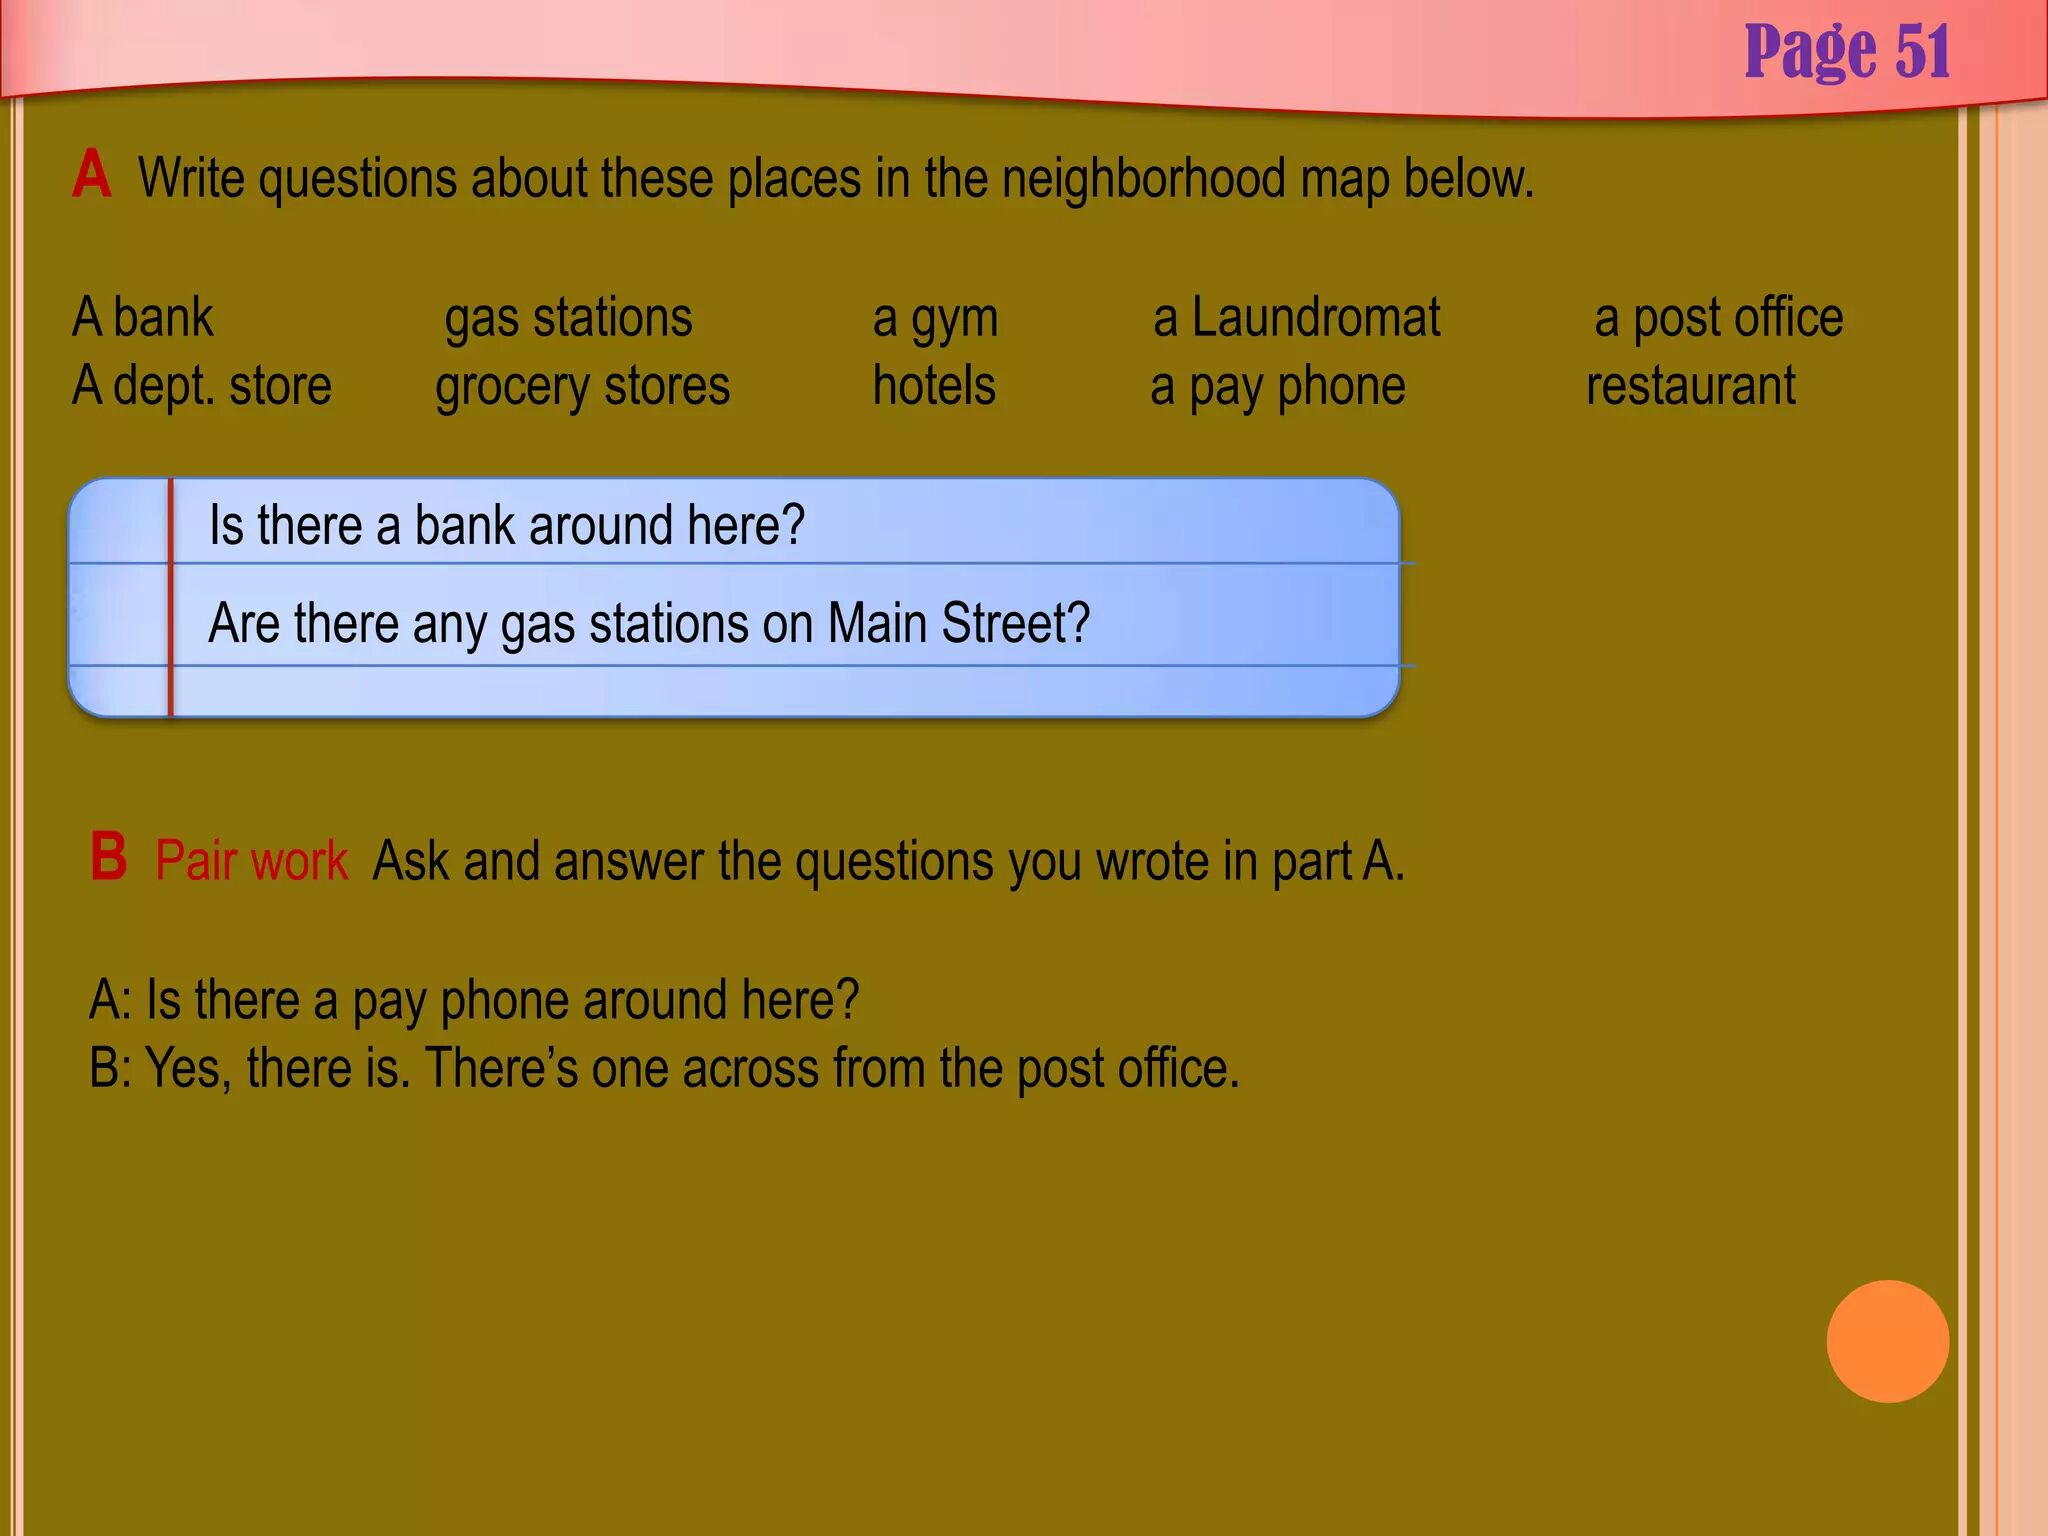 Page 51
A Write questions about these places in the neighborhood map below.
A bank gas stations a gym a Laundromat a post office
A dept. store grocery stores hotels a pay phone restaurant
Is there a bank around here?
Are there any gas stations on Main Street?
B Pair work Ask and answer the questions you wrote in part A.
A: Is there a pay phone around here?
B: Yes, there is. There’s one across from the post office.